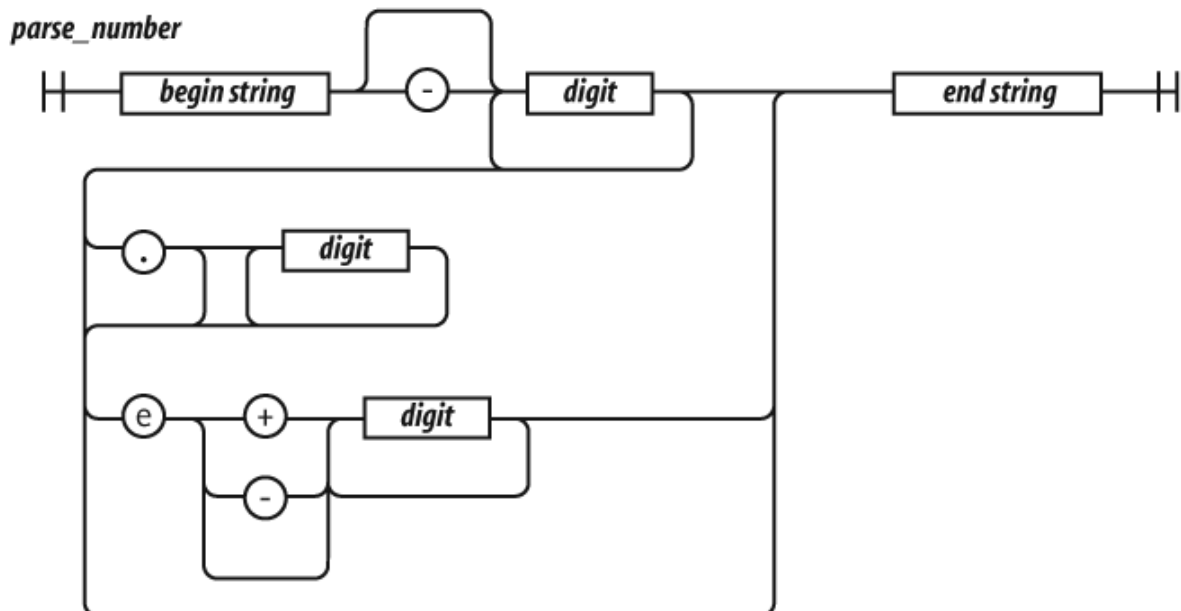 parse_number
begin string - digit end string
. digit
e + digit
-